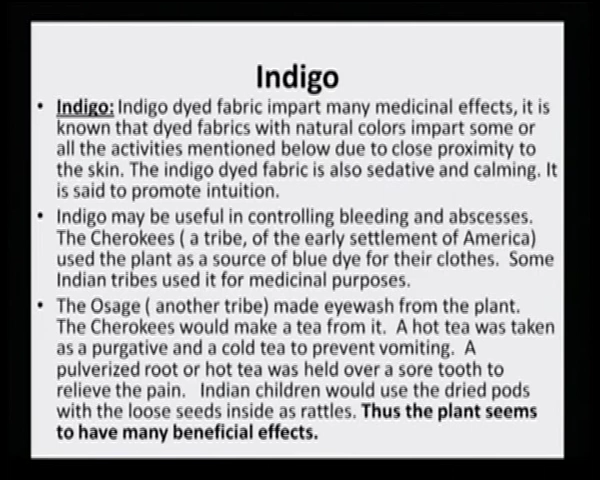 Indigo
• Indigo: Indigo dyed fabric impart many medicinal effects, it is
known that dyed fabrics with natural colors impart some or
all the activities mentioned below due to close proximity to
the skin. The indigo dyed fabric is also sedative and calming. It
is said to promote intuition.
• Indigo may be useful in controlling bleeding and abscesses.
The Cherokees ( a tribe, of the early settlement of America)
used the plant as a source of blue dye for their clothes.  Some
Indian tribes used it for medicinal purposes.
• The Osage ( another tribe) made eyewash from the plant.
The Cherokees would make a tea from it.  A hot tea was taken
as a purgative and a cold tea to prevent vomiting.  A
pulverized root or hot tea was held over a sore tooth to
relieve the pain.   Indian children would use the dried pods
with the loose seeds inside as rattles. Thus the plant seems
to have many beneficial effects.